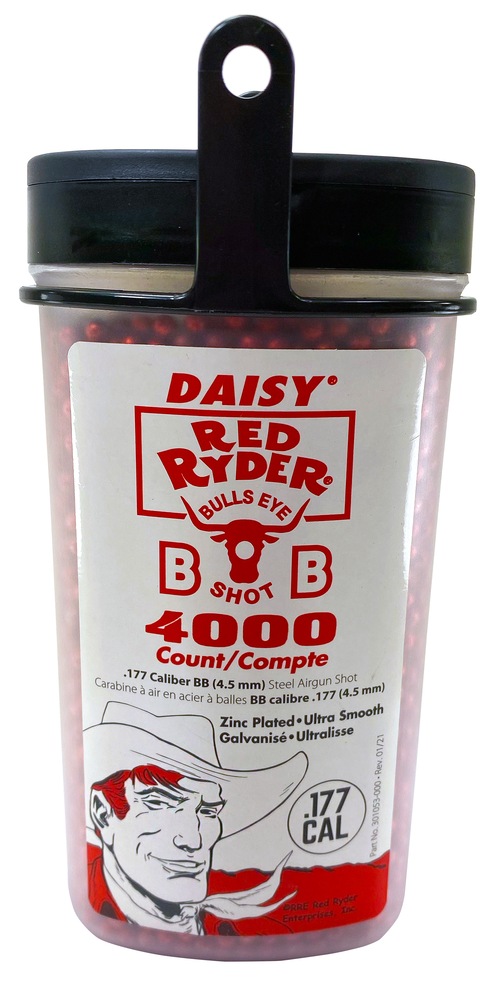 DAISY®
RED
RYDER®
BULLS EYE
B B
SHOT
4000
Count/Compte
.177 Caliber BB (4.5 mm) Steel Airgun Shot
Carabine à air en acier à balles BB calibre .177 (4.5 mm)
Zinc Plated • Ultra Smooth
Galvanisé • Ultralisse
.177
CAL
Part No. 301053-000 • Rev. 01/21
©RRE Red Ryder
Enterprises, Inc.